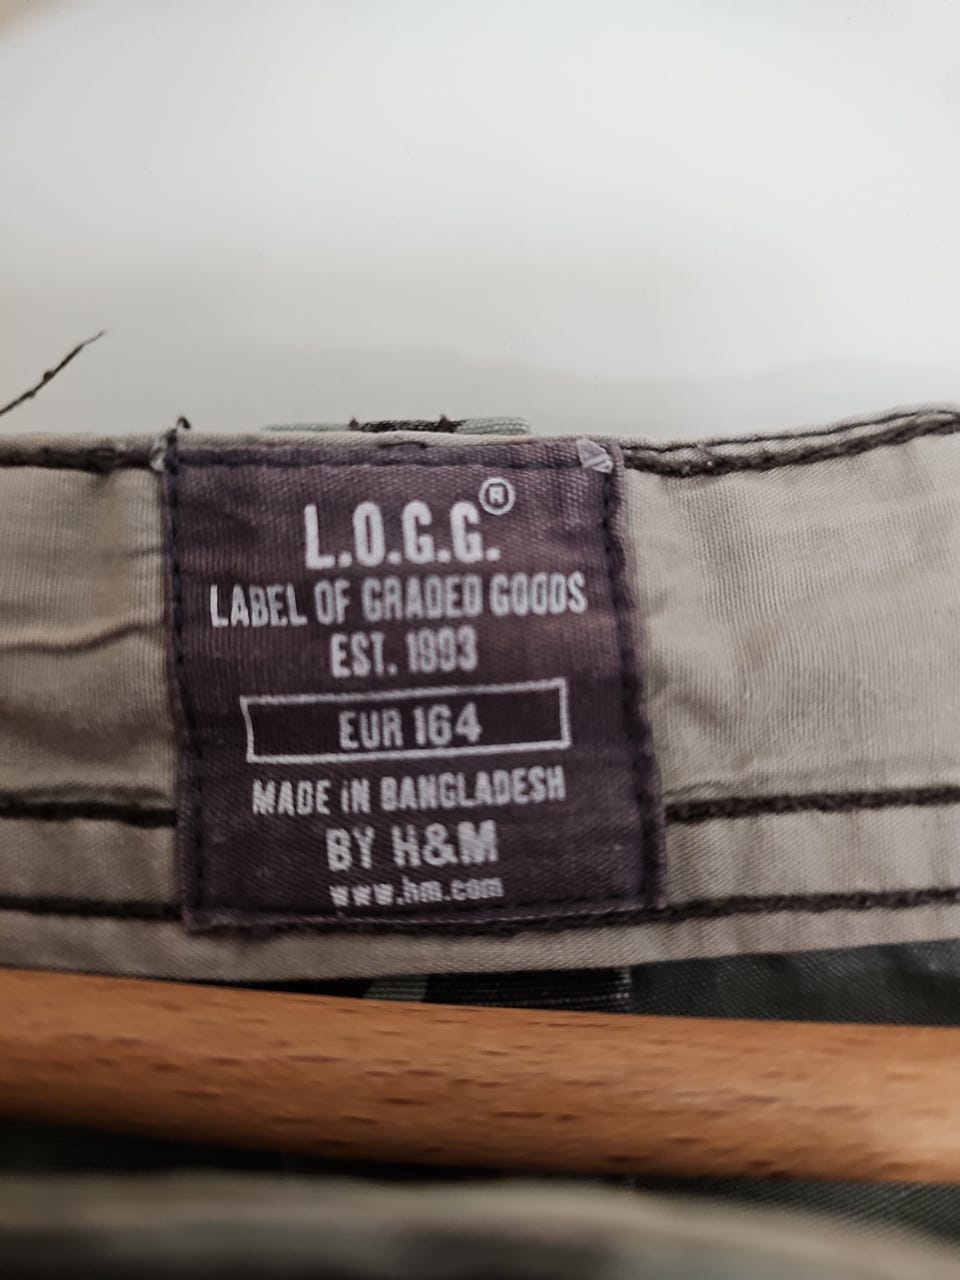 L.O.G.G.®
LABEL OF GRADED GOODS
EST. 1993
EUR 164
MADE iN BANGLADESH
BY H&M
www.hm.com